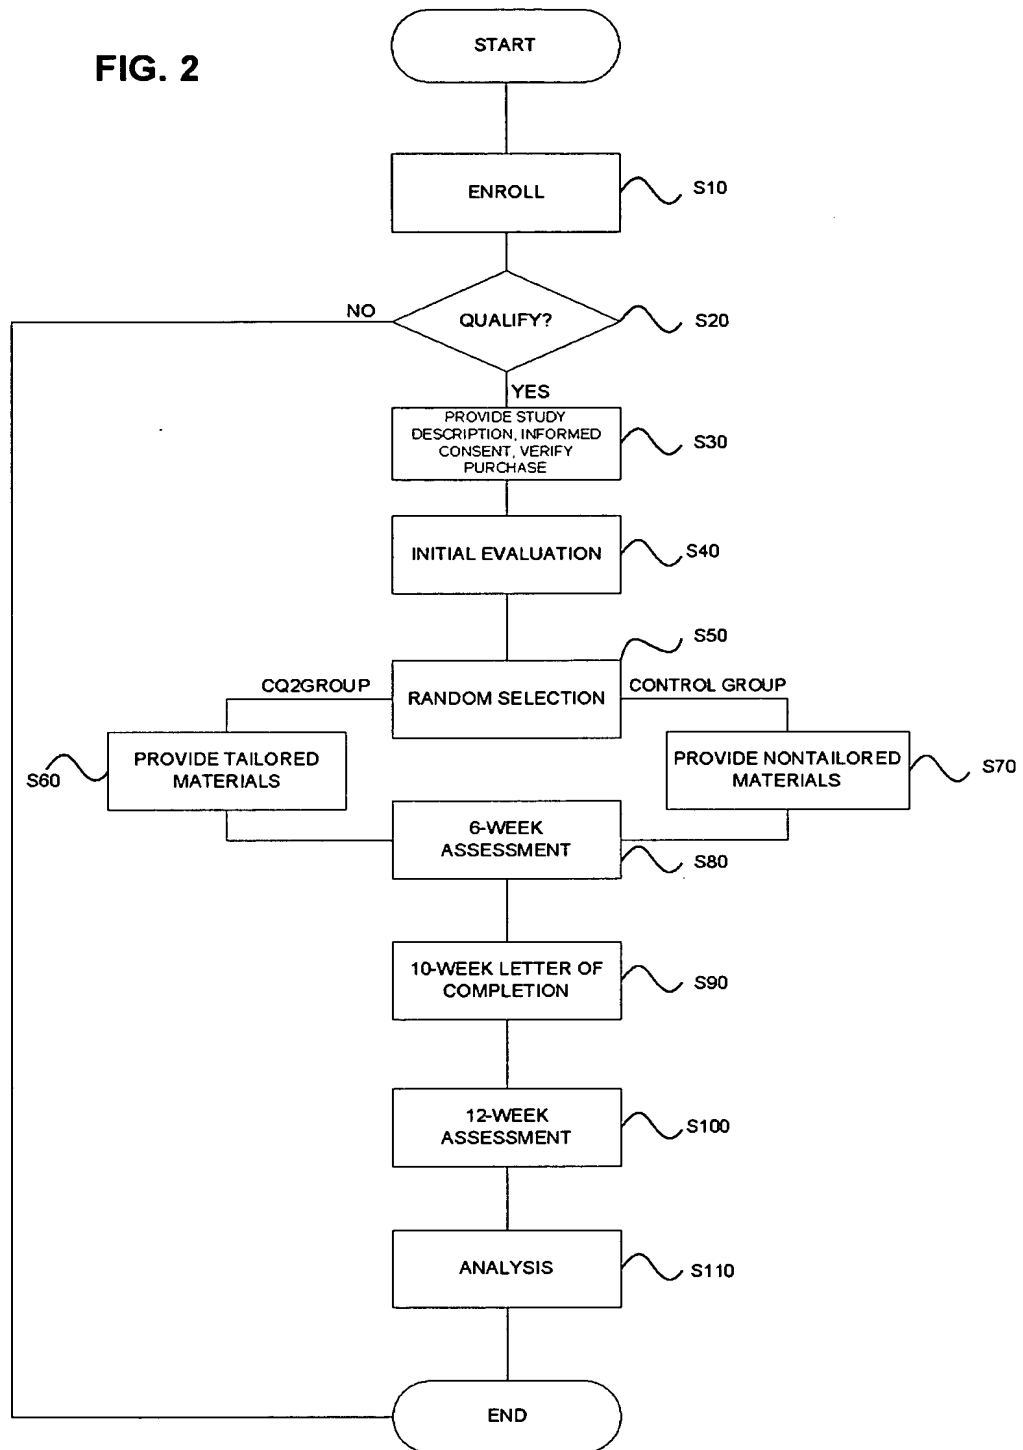 FIG. 2
START
ENROLL
S10
NO
QUALIFY?
S20
YES
PROVIDE STUDY
DESCRIPTION, INFORMED
CONSENT, VERIFY
PURCHASE
S30
INITIAL EVALUATION
S40
S50
CQ2GROUP
RANDOM SELECTION
CONTROL GROUP
S60
PROVIDE TAILORED
MATERIALS
PROVIDE NONTAILORED
MATERIALS
S70
6-WEEK
ASSESSMENT
S80
10-WEEK LETTER OF
COMPLETION
S90
12-WEEK
ASSESSMENT
S100
ANALYSIS
S110
END